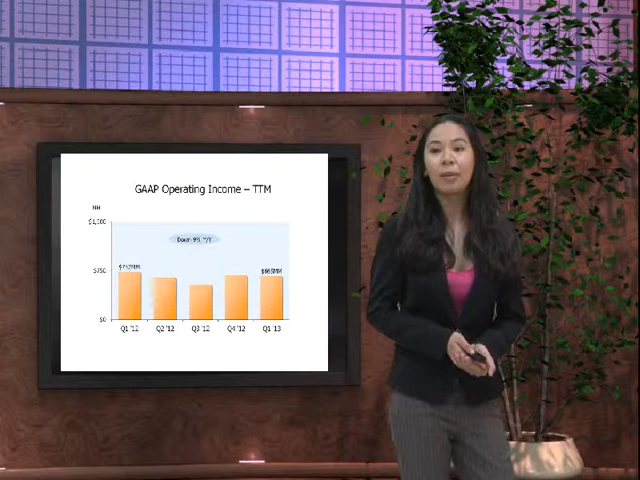 GAAP Operating Income – TTM
MM
$1,500
Down 9% Y/Y
$750
$0
Q1 '12 Q2 '12 Q3 '12 Q4 '12 Q1 '13